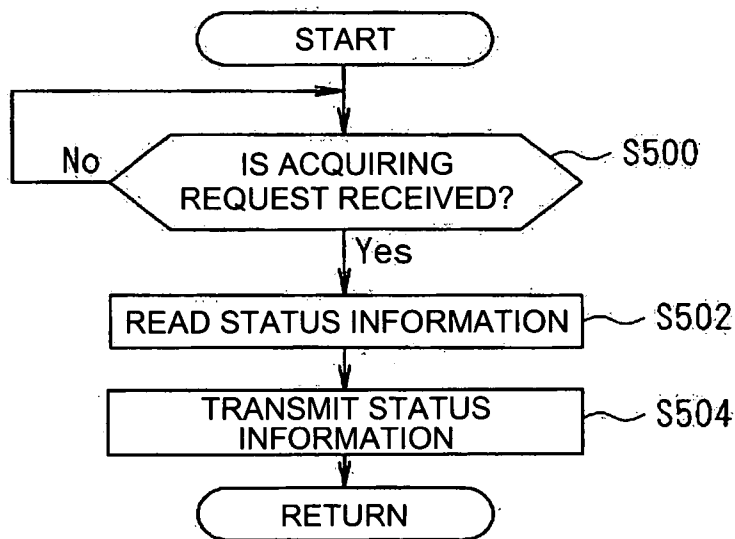 START
No
IS ACQUIRING
REQUEST RECEIVED?
S500
Yes
READ STATUS INFORMATION
S502
TRANSMIT STATUS
INFORMATION
S504
RETURN